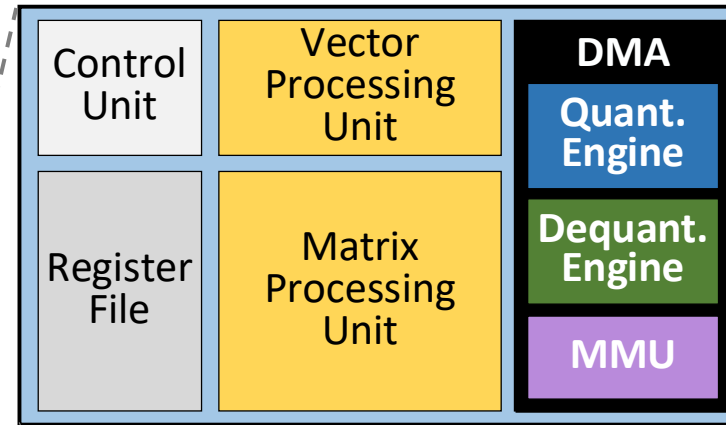 Control
Unit
Vector
Processing
Unit
DMA
Quant.
Engine
Register
File
Matrix
Processing
Unit
Dequant.
Engine
MMU